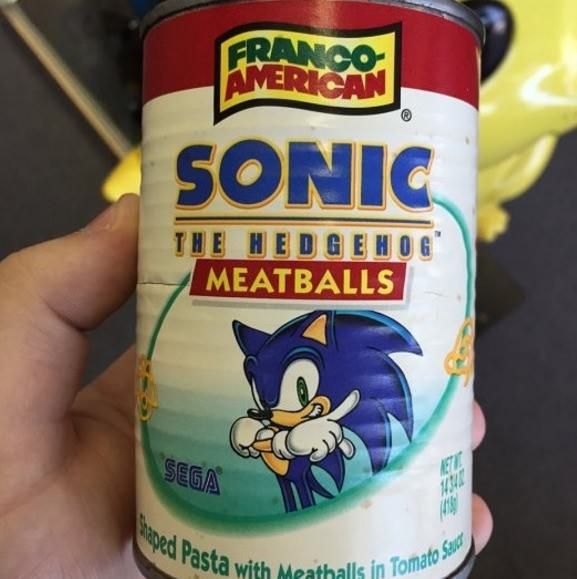 FRANCO-
AMERICAN
®
SONIC
THE HEDGEHOG™
MEATBALLS
SEGA®
NET WT.
14 3/4 OZ.
(418g)
Shaped Pasta with Meatballs in Tomato Sauce